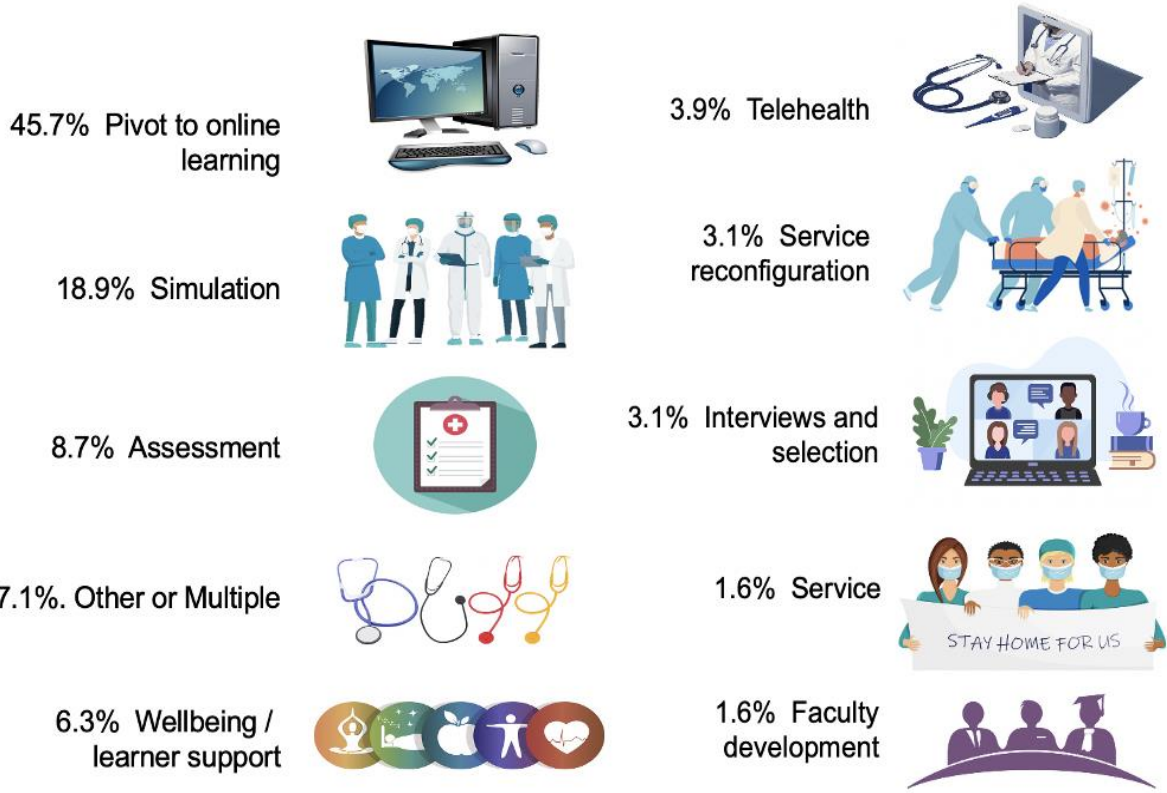 45.7% Pivot to online
learning
18.9% Simulation
8.7% Assessment
7.1%. Other or Multiple
6.3% Wellbeing /
learner support
3.9% Telehealth
3.1% Service
reconfiguration
3.1% Interviews and
selection
1.6% Service
STAY HOME FOR US
1.6% Faculty
development